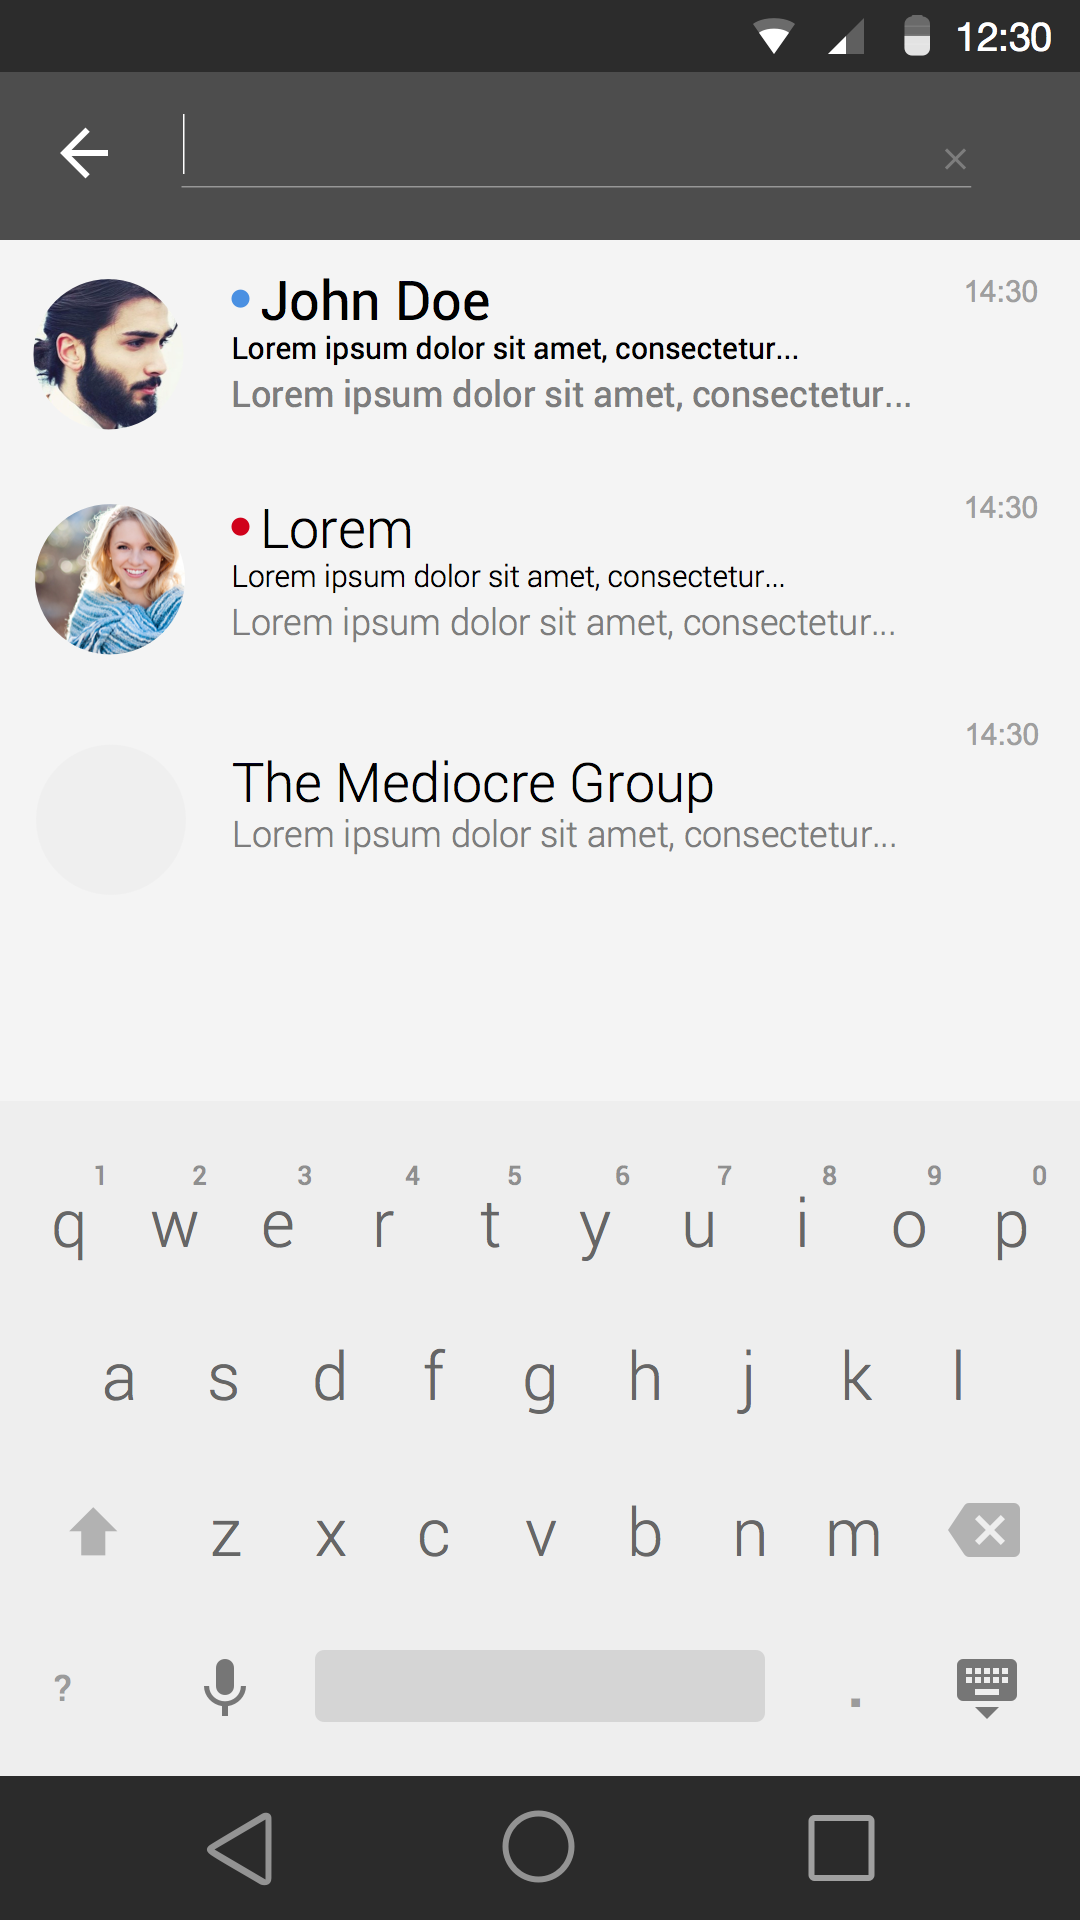 12:30
John Doe 14:30
Lorem ipsum dolor sit amet, consectetur...
Lorem ipsum dolor sit amet, consectetur...
Lorem 14:30
Lorem ipsum dolor sit amet, consectetur...
Lorem ipsum dolor sit amet, consectetur...
14:30
The Mediocre Group
Lorem ipsum dolor sit amet, consectetur...
1 2 3 4 5 6 7 8 9 0
q w e r t y u i o p
a s d f g h j k l
z x c v b n m
? .